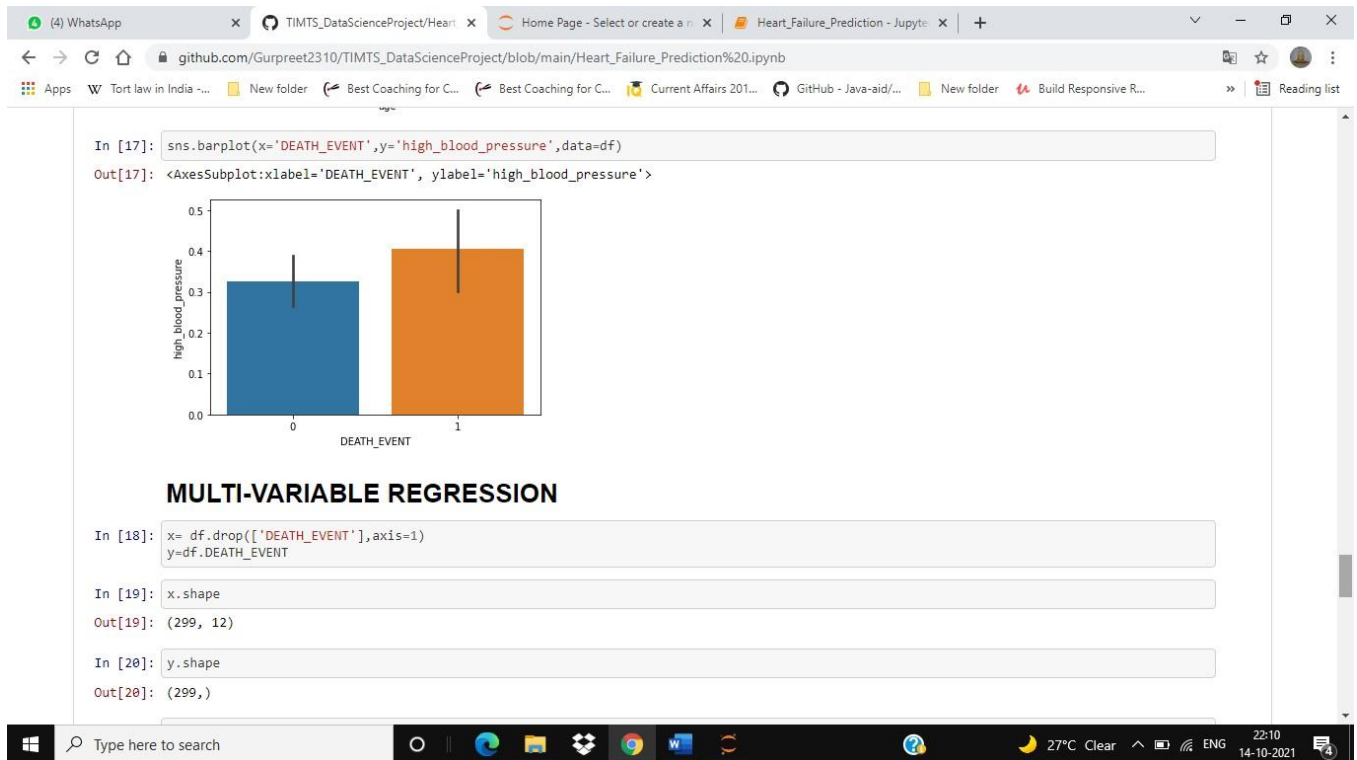 (4) WhatsApp
TIMTS_DataScienceProject/Heart
Home Page - Select or create a n
Heart_Failure_Prediction - Jupyte
github.com/Gurpreet2310/TIMTS_DataScienceProject/blob/main/Heart_Failure_Prediction%20.ipynb
Apps
Tort law in India -...
New folder
Best Coaching for C...
Best Coaching for C...
Current Affairs 201...
GitHub - Java-aid/...
New folder
Build Responsive R...
»
Reading list
In [17]: sns.barplot(x='DEATH_EVENT',y='high_blood_pressure',data=df)
Out[17]: <AxesSubplot:xlabel='DEATH_EVENT', ylabel='high_blood_pressure'>
0.5
0.4
0.3
0.2
0.1
0.0
high_blood_pressure
0 1
DEATH_EVENT
MULTI-VARIABLE REGRESSION
In [18]: x= df.drop(['DEATH_EVENT'],axis=1)
y=df.DEATH_EVENT
In [19]: x.shape
Out[19]: (299, 12)
In [20]: y.shape
Out[20]: (299,)
Type here to search
27°C Clear
ENG
22:10
14-10-2021
4